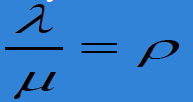 λ/μ = ρ